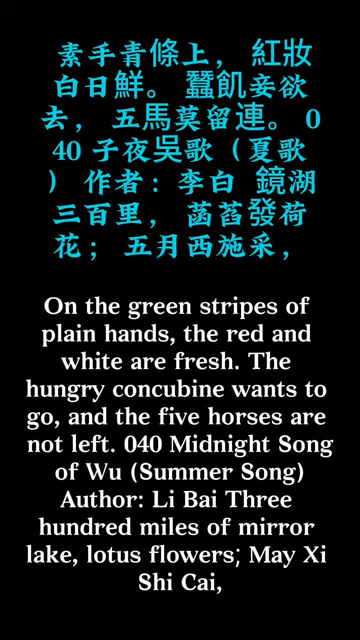 素手青條上， 紅妝
白日鮮。 蠶飢妾欲
去， 五馬莫留連。 0
40 子夜吳歌（夏歌
） 作者：李白 鏡湖
三百里， 菡萏發荷
花； 五月西施采，
On the green stripes of
plain hands, the red and
white are fresh. The
hungry concubine wants to
go, and the five horses are
not left. 040 Midnight Song
of Wu (Summer Song)
Author: Li Bai Three
hundred miles of mirror
lake, lotus flowers; May Xi
Shi Cai,